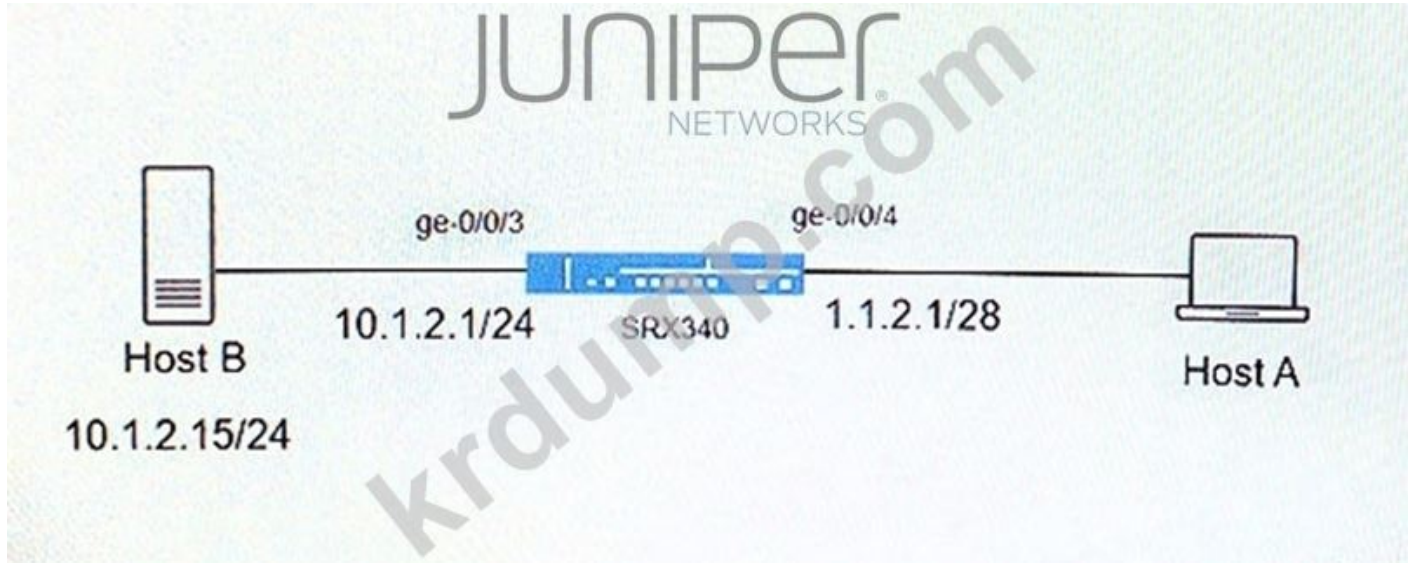 JUNIPER
NETWORKS
ge-0/0/3
ge-0/0/4
10.1.2.1/24
SRX340
1.1.2.1/28
Host B
Host A
10.1.2.15/24
krdump.com